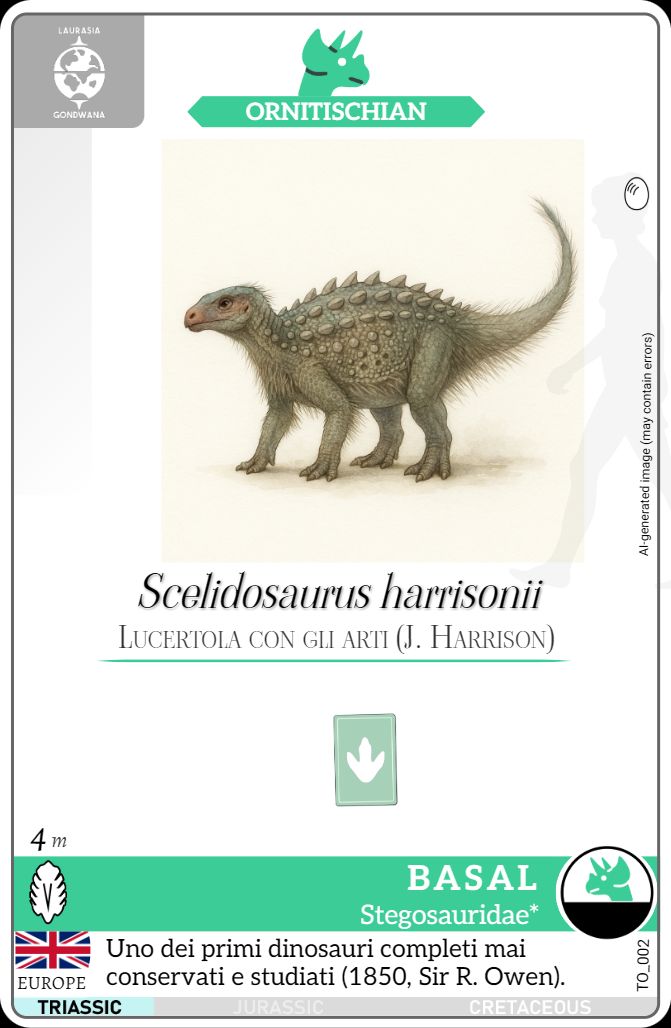 LAURASIA
GONDWANA
ORNITISCHIAN
AI-generated image (may contain errors)
Scelidosaurus harrisonii
Lucertola con gli arti (J. Harrison)
4 m
BASAL
Stegosauridae*
EUROPE
Uno dei primi dinosauri completi mai
conservati e studiati (1850, Sir R. Owen).
TO_002
TRIASSIC JURASSIC CRETACEOUS